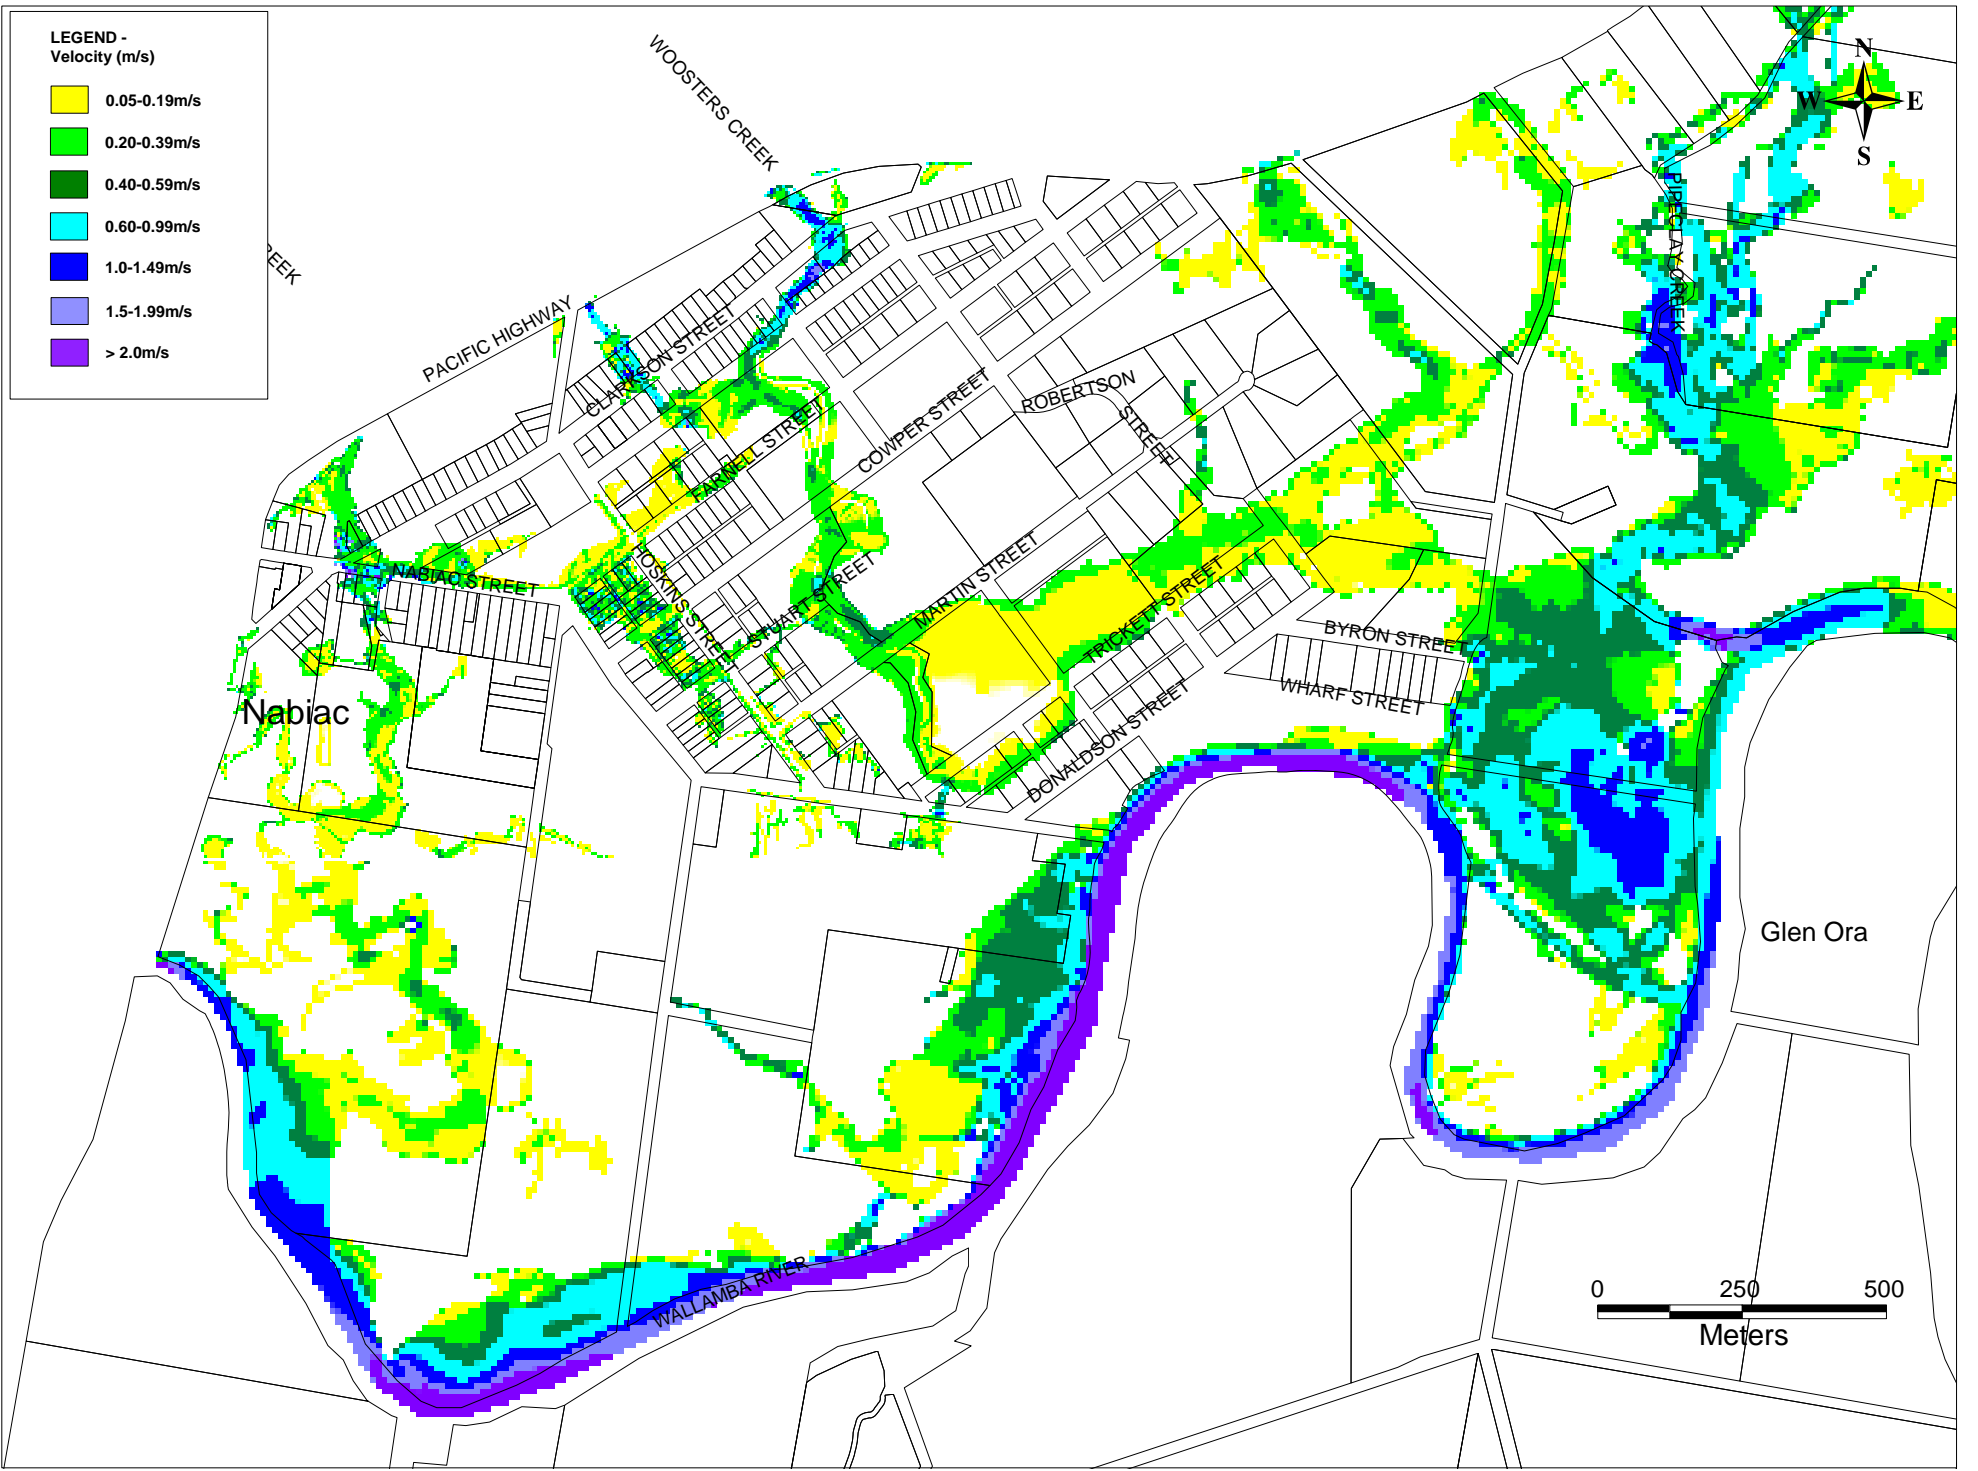 LEGEND -
Velocity (m/s)
0.05-0.19m/s
0.20-0.39m/s
0.40-0.59m/s
0.60-0.99m/s
1.0-1.49m/s
1.5-1.99m/s
> 2.0m/s
WOOSTERS CREEK
N
W E
S
PIPECLAY CREEK
EEK
PACIFIC HIGHWAY
CLARKSON STREET
FARNELL STREET
COWPER STREET
ROBERTSON
STREET
NABIAC STREET
HOSKINS STREET
STUART STREET
MARTIN STREET
TRICKETT STREET
BYRON STREET
WHARF STREET
DONALDSON STREET
Nabiac
Glen Ora
WALLAMBA RIVER
0 250 500
Meters